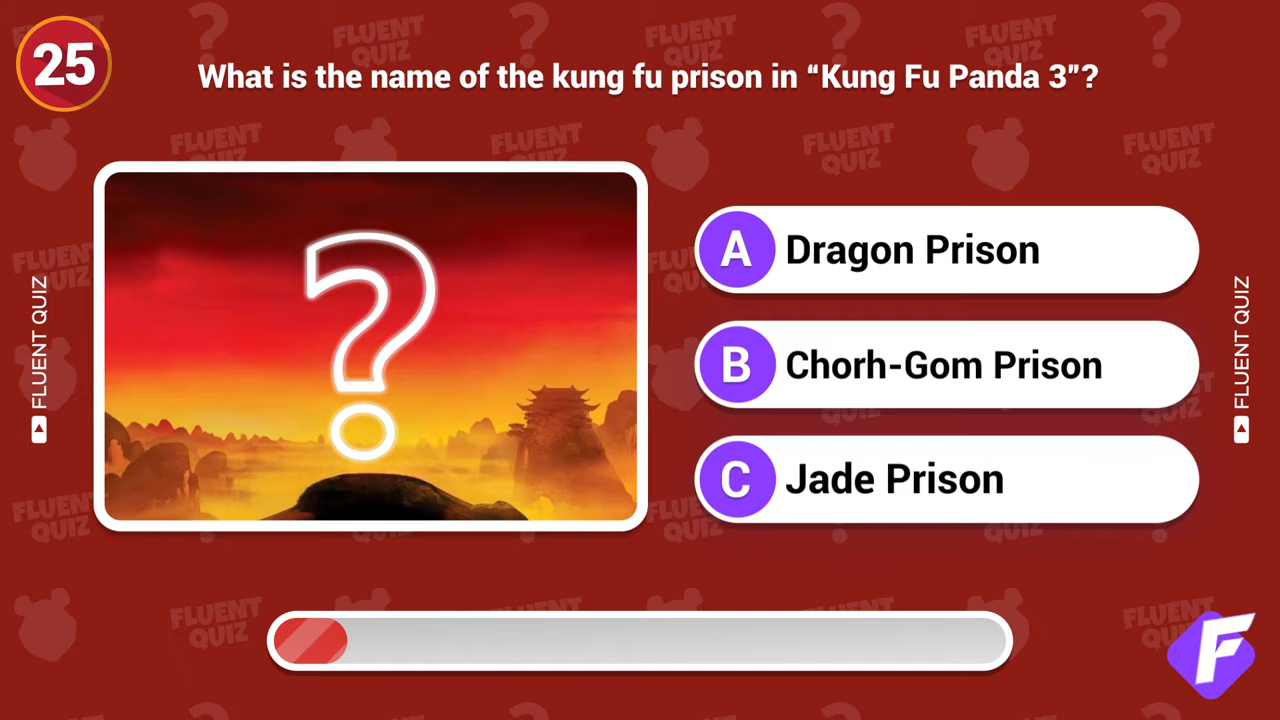 25
What is the name of the kung fu prison in “Kung Fu Panda 3”?
FLUENT QUIZ
?
A Dragon Prison
B Chorh-Gom Prison
C Jade Prison
FLUENT QUIZ
F